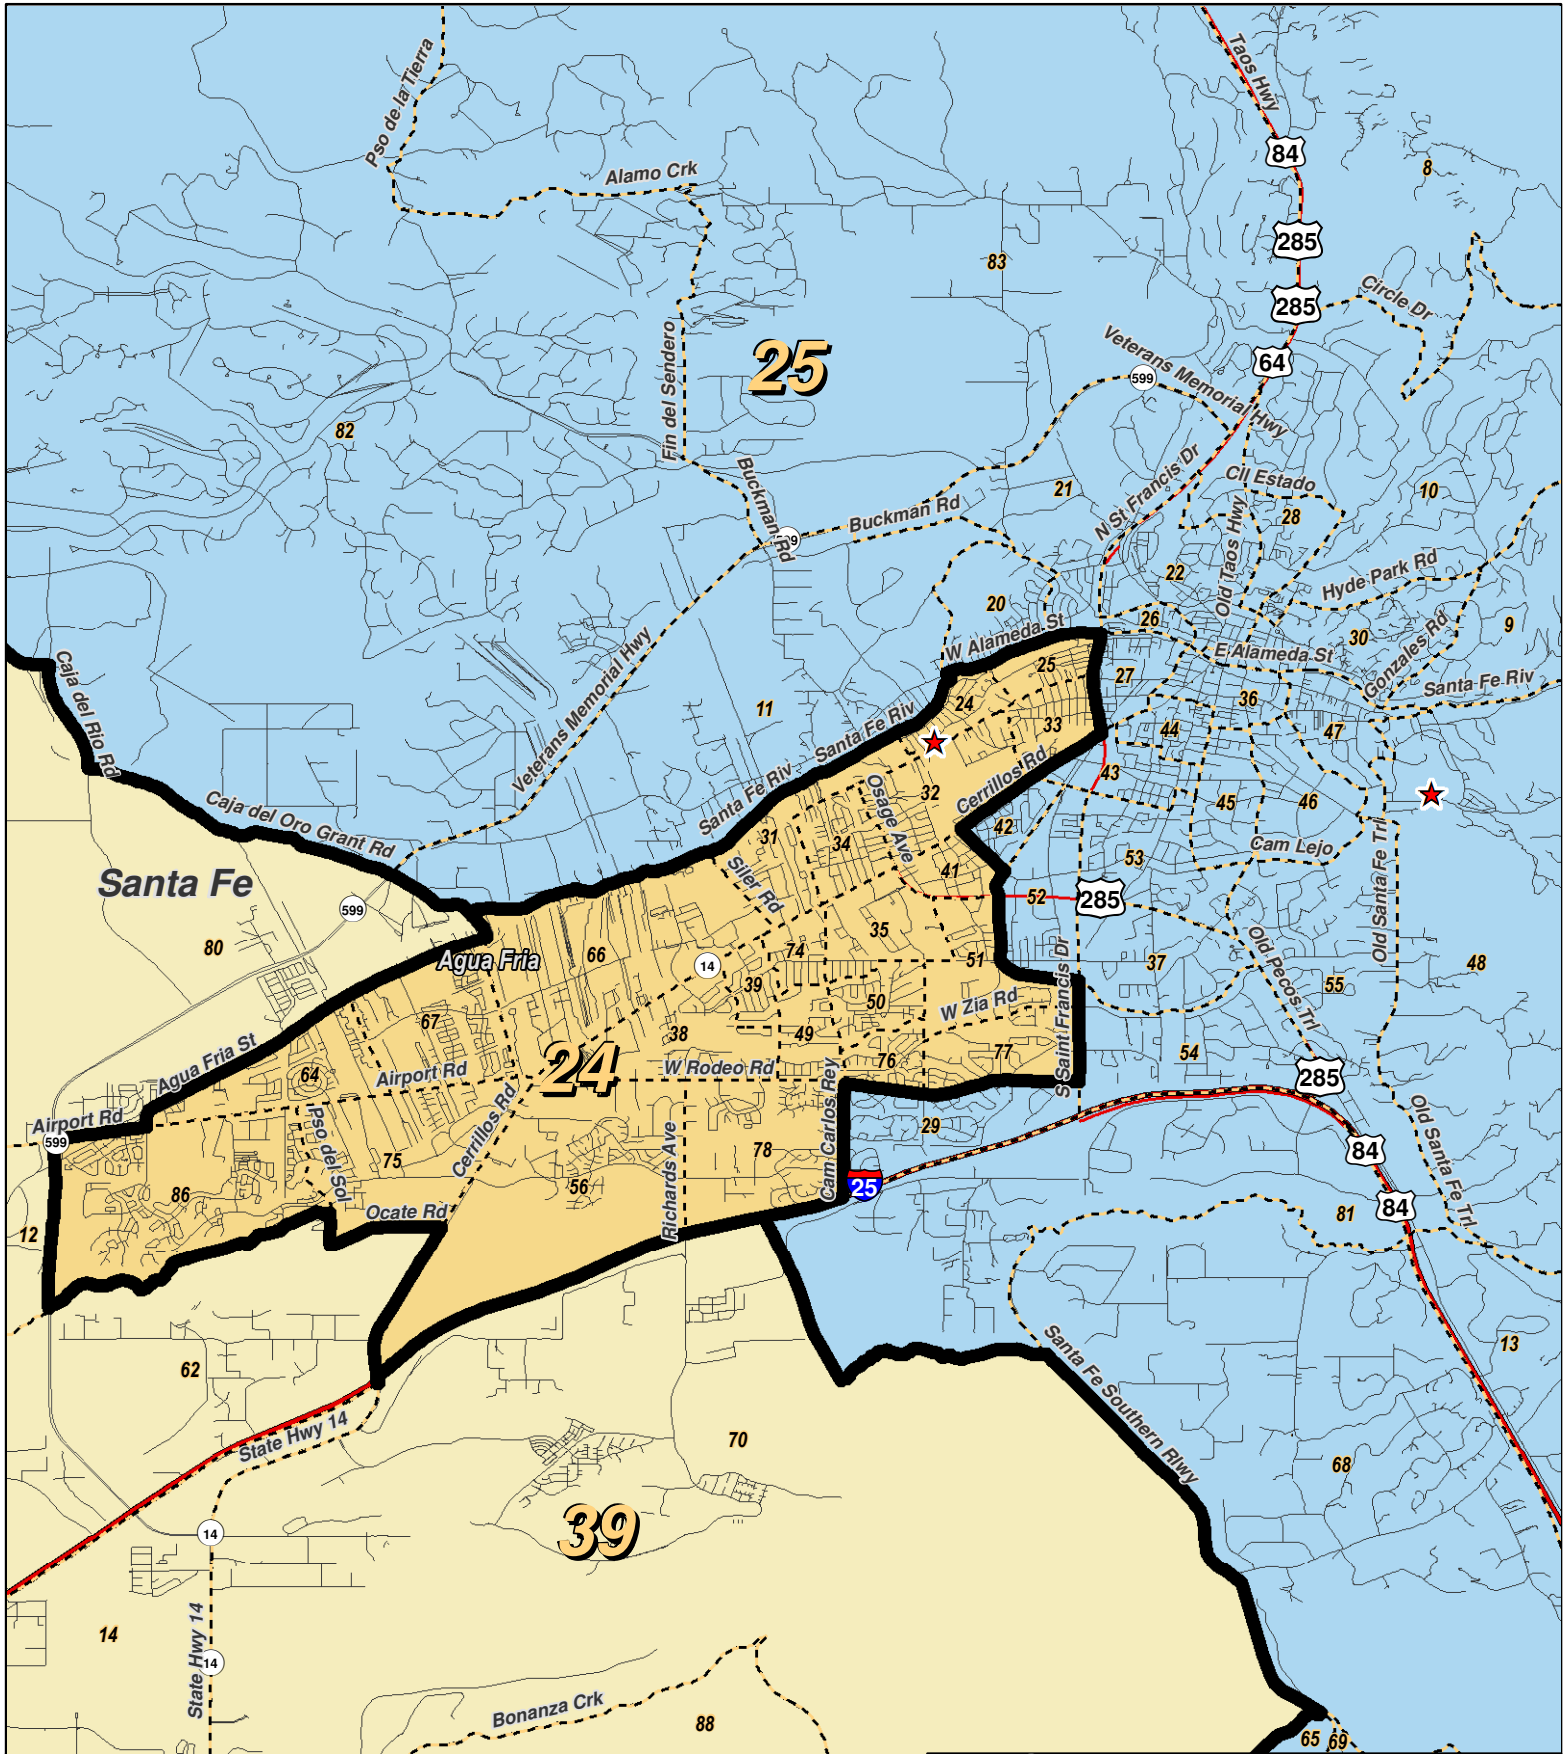 Taos Hwy
Pso de la Tierra
84
8
Alamo Crk
285
83
Circle Dr
285
Fin del Sendero
25
Veterans Memorial Hwy
64
599
82
Buckman Rd
N St Francis Dr
Cll Estado
21
10
Buckman Rd
28
Old Taos Hwy
22
Hyde Park Rd
20
26
W Alameda St
30
9
E Alameda St
Gonzales Rd
Caja del Rio Rd
Veterans Memorial Hwy
25
27
Santa Fe Riv
11
24
36
Santa Fe Riv
33
44
47
Santa Fe Riv
43
Cerrillos Rd
32
Osage Ave
45
46
Caja del Oro Grant Rd
42
31
34
Cam Lejo
53
Santa Fe
Siler Rd
41
52
285
Old Santa Fe Trl
599
35
80
66
74
Agua Fria
14
51
37
Old Pecos Trl
48
39
55
50
W Zia Rd
S Saint Francis Dr
67
38
49
Agua Fria St
76
77
54
64
Airport Rd
24
W Rodeo Rd
285
Airport Rd
599
Cerrillos Rd
Pso del Sol
Richards Ave
Cam Carlos Rey
29
Old Santa Fe Trl
75
78
84
86
56
25
84
Ocate Rd
81
12
Santa Fe Southern Rlwy
13
62
State Hwy 14
70
68
39
14
14
State Hwy 14
14
Bonanza Crk
88
65
69